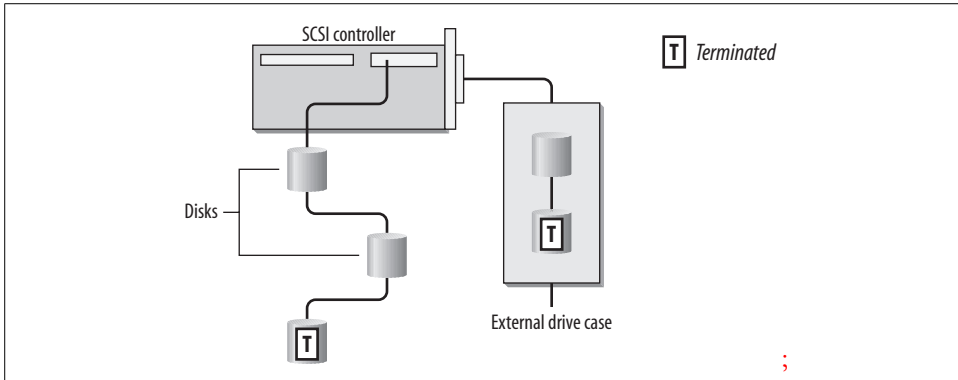 SCSI controller
T Terminated
Disks
T
T
External drive case
;